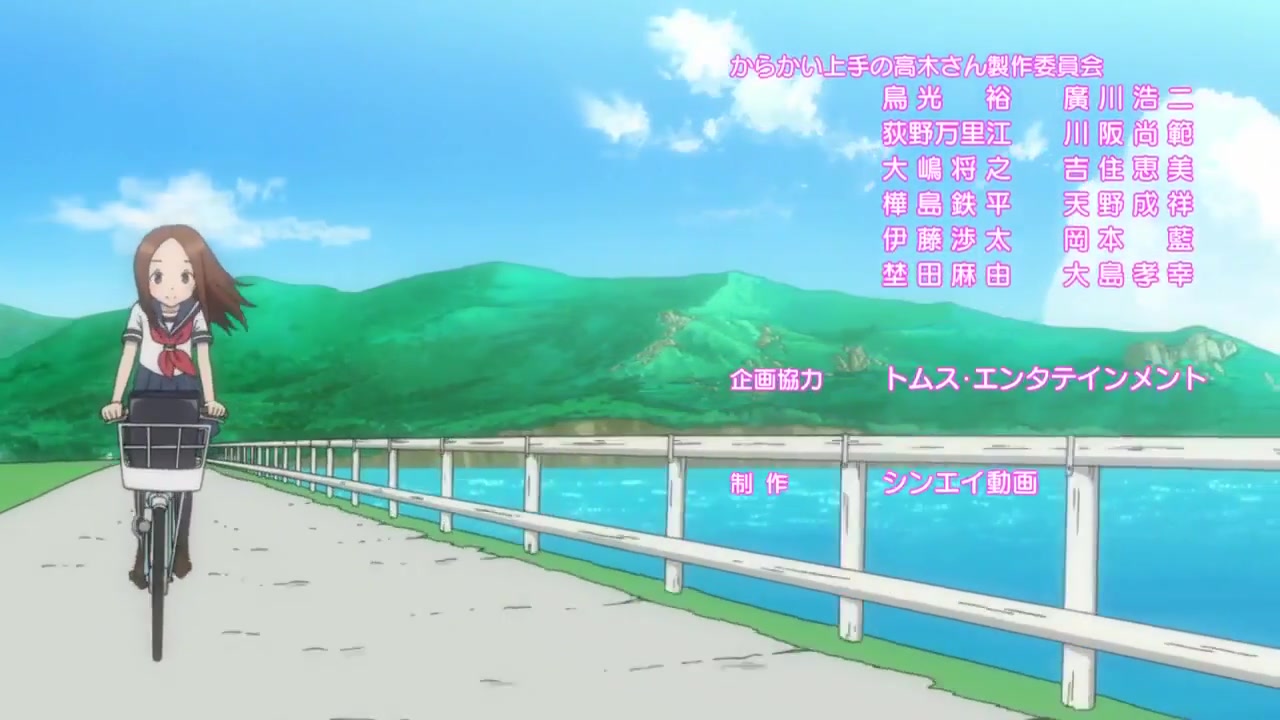 からかい上手の高木さん製作委員会
鳥光 裕 廣川浩二
荻野万里江 川阪尚範
大嶋将之 吉住恵美
樺島鉄平 天野成祥
伊藤渉太 岡本 藍
埜田麻由 大島孝幸
企画協力 トムス・エンタテインメント
制作 シンエイ動画